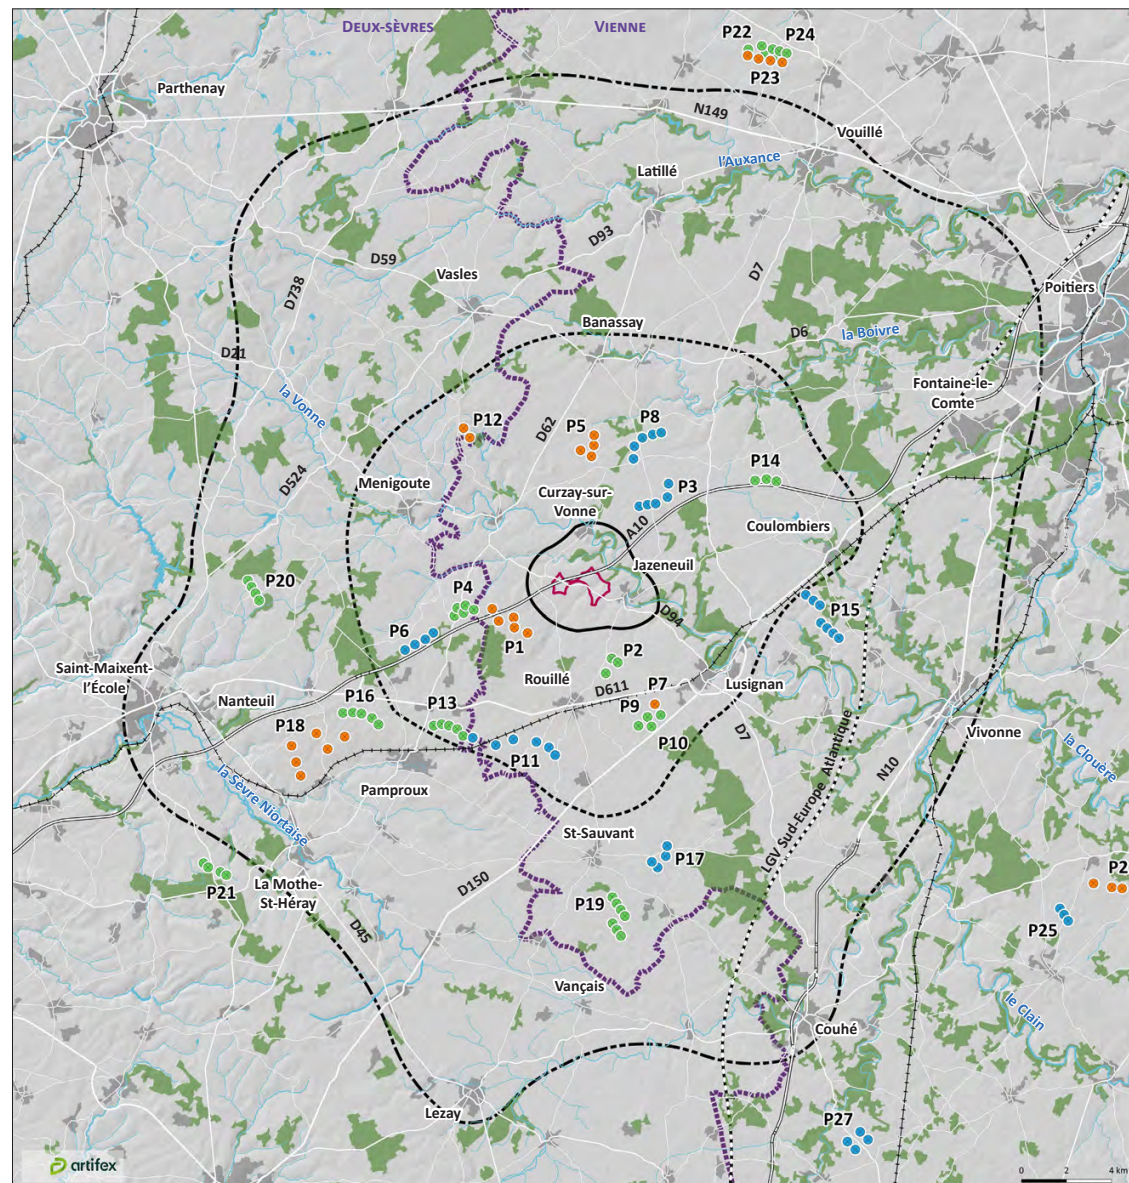 DEUX-SÈVRES
VIENNE
P22
P24
P23
Parthenay
D59
N149
Vouillé
l'Auxance
Latillé
D93
D59
D7
Vasles
D738
Poitiers
Banassay
D6
la Boivre
D21
Fontaine-le-
Comte
la Vonne
P12
D62
P5
P8
P14
D524
Menigoute
Curzay-sur-
Vonne
P3
A10
Coulombiers
Jazeneuil
P20
P4
P15
D94
P6
P1
P2
Saint-Maixent-
l'École
Rouillé
Lusignan
D611
P7
Nanteuil
P16
P13
P9
P18
P10
D7
Vivonne
P11
la Clouère
N10
LGV Sud-Europe Atlantique
la Sèvre Niortaise
Pamproux
St-Sauvant
P17
P21
La Mothe-
St-Héray
D150
P2
P19
P25
D45
Vançais
le Clain
Couhé
Lezay
P27
artifex
0 2 4 km